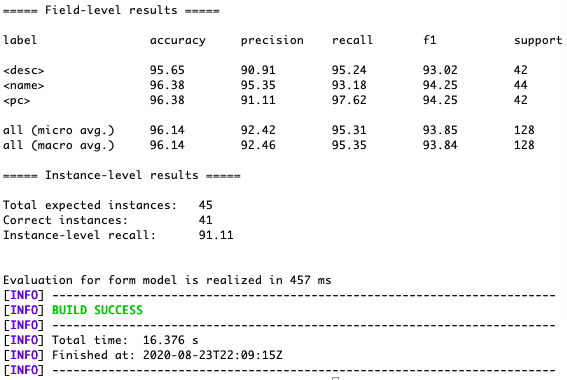 ===== Field-level results =====
label accuracy precision recall f1 support
<desc> 95.65 90.91 95.24 93.02 42
<name> 96.38 95.35 93.18 94.25 44
<pc> 96.38 91.11 97.62 94.25 42
all (micro avg.) 96.14 92.42 95.31 93.85 128
all (macro avg.) 96.14 92.46 95.35 93.84 128
===== Instance-level results =====
Total expected instances: 45
Correct instances: 41
Instance-level recall: 91.11
Evaluation for form model is realized in 457 ms
[INFO] ------------------------------------------------------------------------
[INFO] BUILD SUCCESS
[INFO] ------------------------------------------------------------------------
[INFO] Total time: 16.376 s
[INFO] Finished at: 2020-08-23T22:09:15Z
[INFO] ------------------------------------------------------------------------